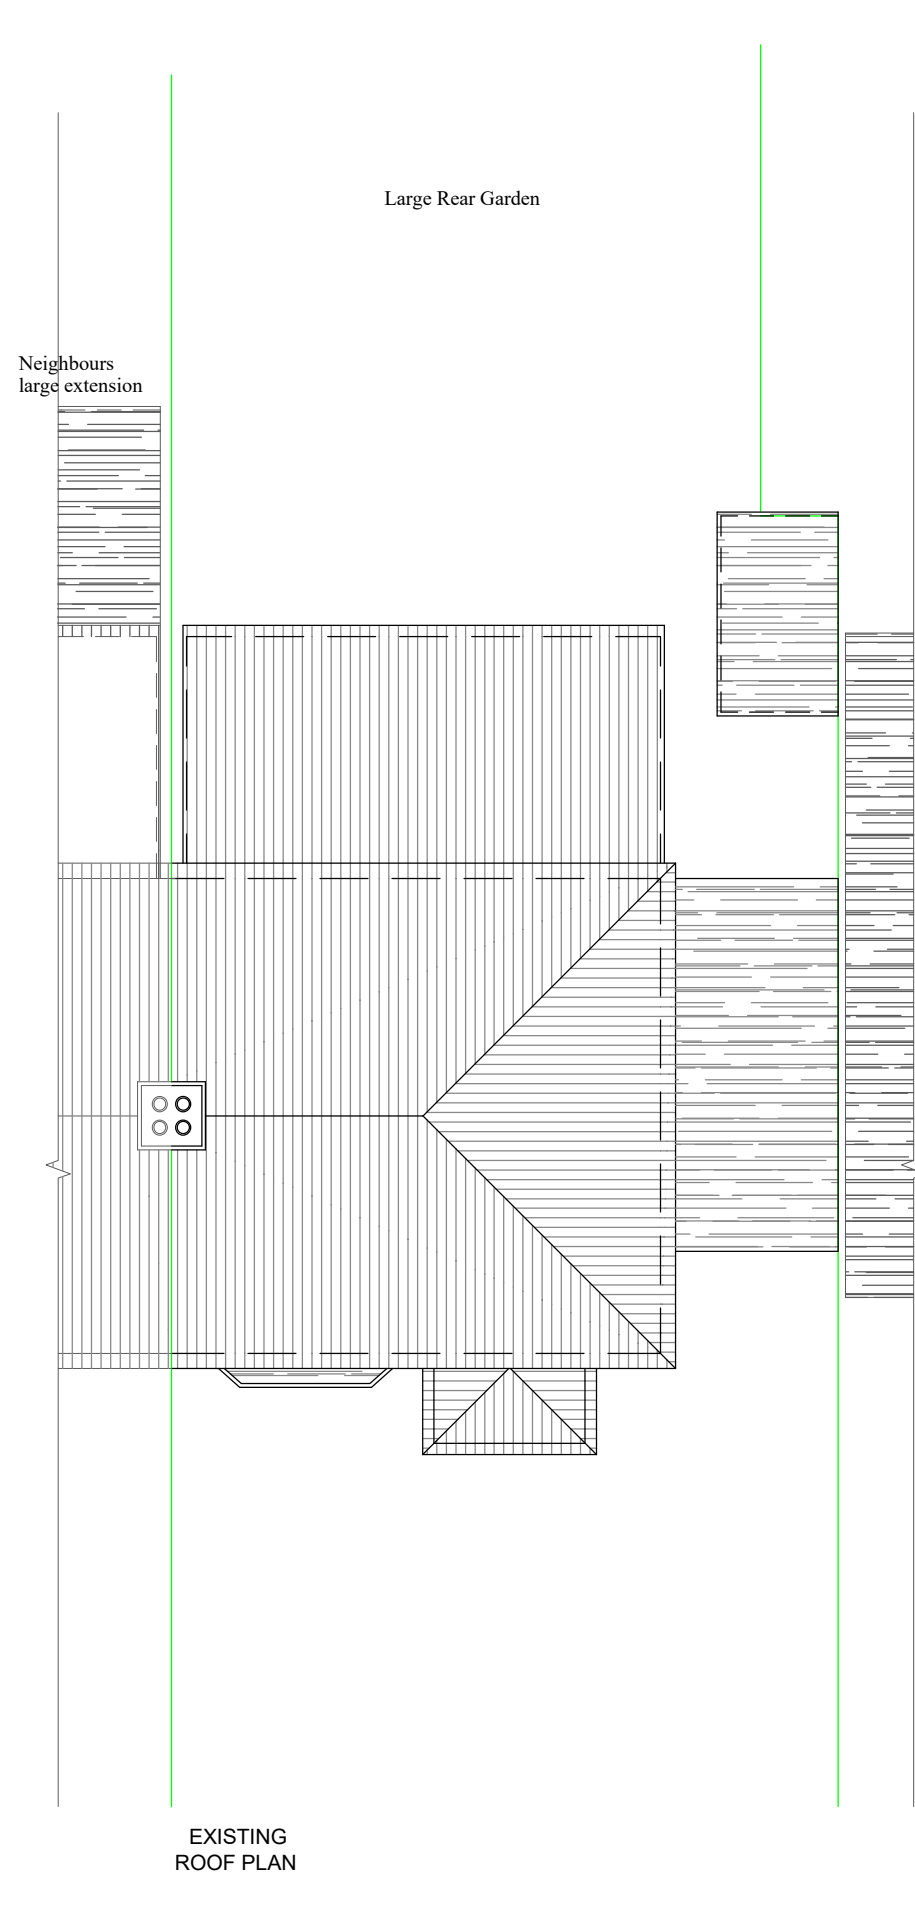 Large Rear Garden
Neighbours
large extension
EXISTING
ROOF PLAN